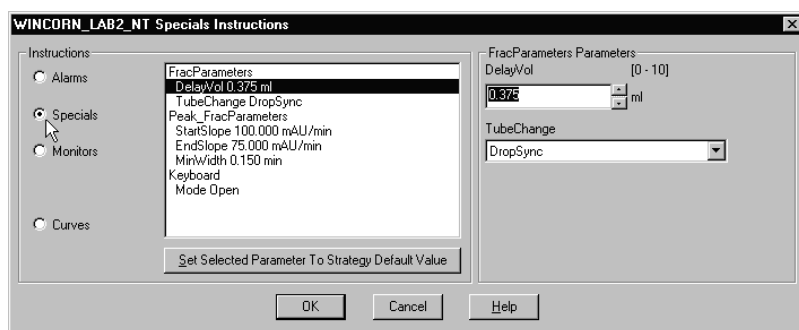 WINCORN_LAB2_NT Specials Instructions
Instructions
Alarms
Specials
Monitors
Curves
FracParameters
DelayVol 0.375 ml
TubeChange DropSync
Peak_FracParameters
StartSlope 100.000 mAU/min
EndSlope 75.000 mAU/min
MinWidth 0.150 min
Keyboard
Mode Open
Set Selected Parameter To Strategy Default Value
FracParameters Parameters
DelayVol [0 - 10]
0.375 ml
TubeChange
DropSync
OK Cancel Help